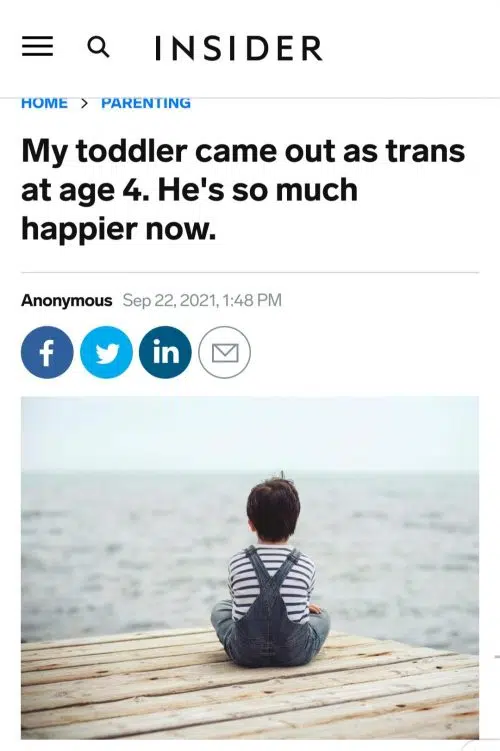 INSIDER
HOME > PARENTING
My toddler came out as trans
at age 4. He's so much
happier now.
Anonymous Sep 22, 2021, 1:48 PM
f in